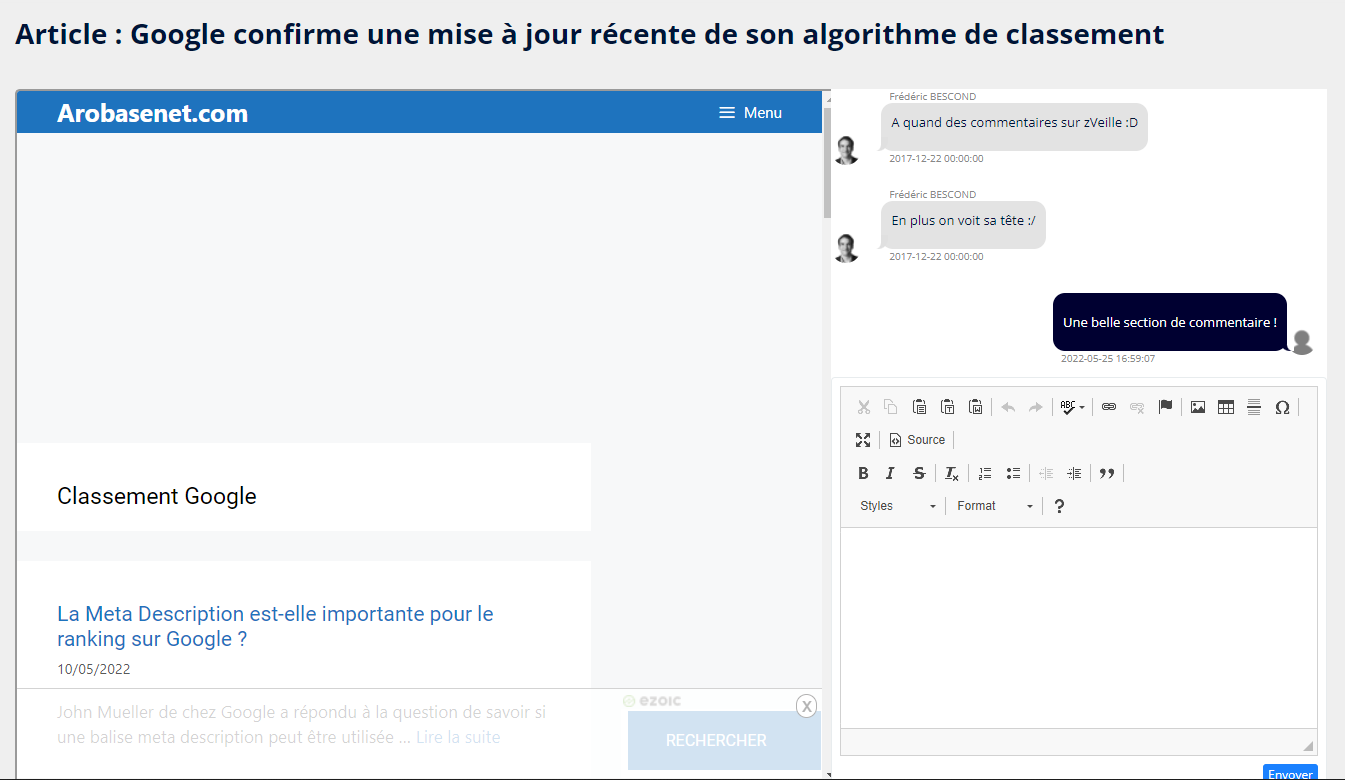 Article : Google confirme une mise à jour récente de son algorithme de classement
Arobasenet.com
Menu
Classement Google
La Meta Description est-elle importante pour le
ranking sur Google ?
10/05/2022
John Mueller de chez Google a répondu à la question de savoir si
une balise meta description peut être utilisée ... Lire la suite
ezoic
X
RECHERCHER
Frédéric BESCOND
A quand des commentaires sur zVeille :D
2017-12-22 00:00:00
Frédéric BESCOND
En plus on voit sa tête :/
2017-12-22 00:00:00
Une belle section de commentaire !
2022-05-25 16:59:07
ABC
Ω
Source
B I S Ix
Styles Format ?
Envoyer